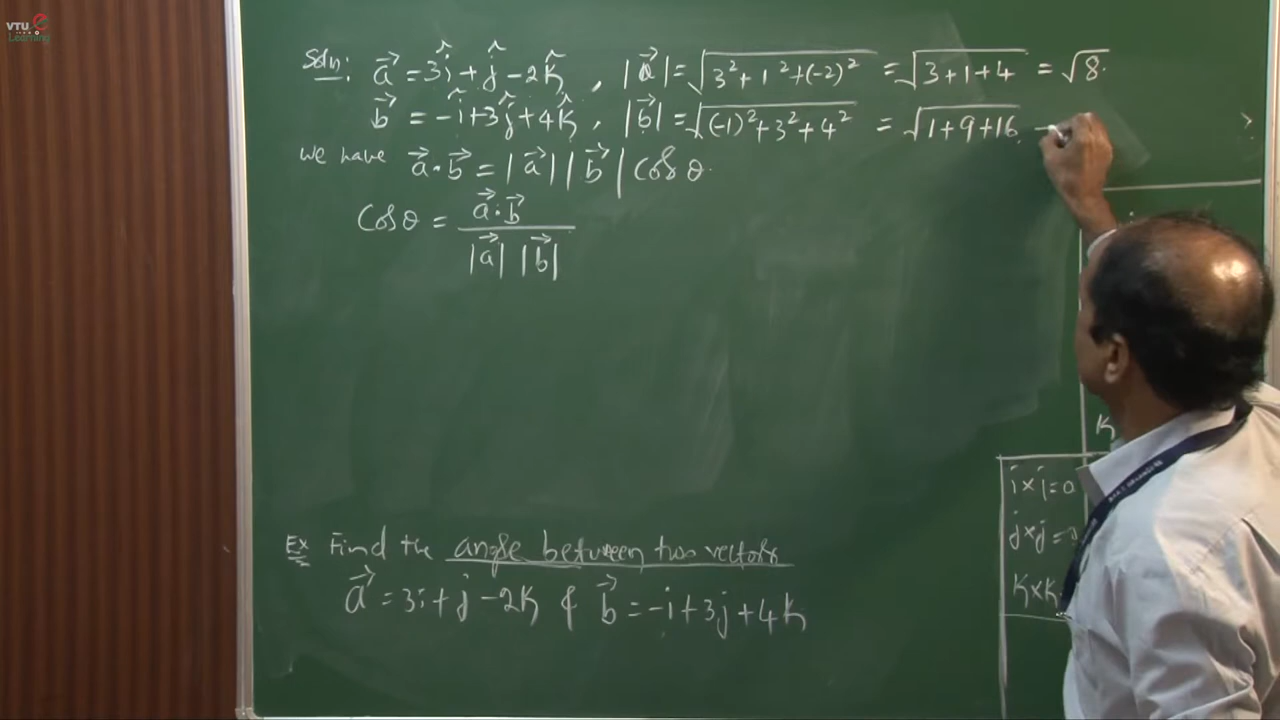 VTU e
Learning
Soln: a⃗ = 3î + ĵ - 2k̂ , |a⃗| = √(3² + 1² + (-2)²) = √(3+1+4) = √8.
b⃗ = -î + 3ĵ + 4k̂ , |b⃗| = √((-1)² + 3² + 4²) = √(1+9+16)
we have a⃗ · b⃗ = |a⃗| |b⃗| cos θ.
Cos θ = a⃗ · b⃗ / |a⃗| |b⃗|
K
i × i = 0
j × j = 0
K × K
Ex Find the angle between two vectors
a⃗ = 3i + j - 2k & b⃗ = -i + 3j + 4k